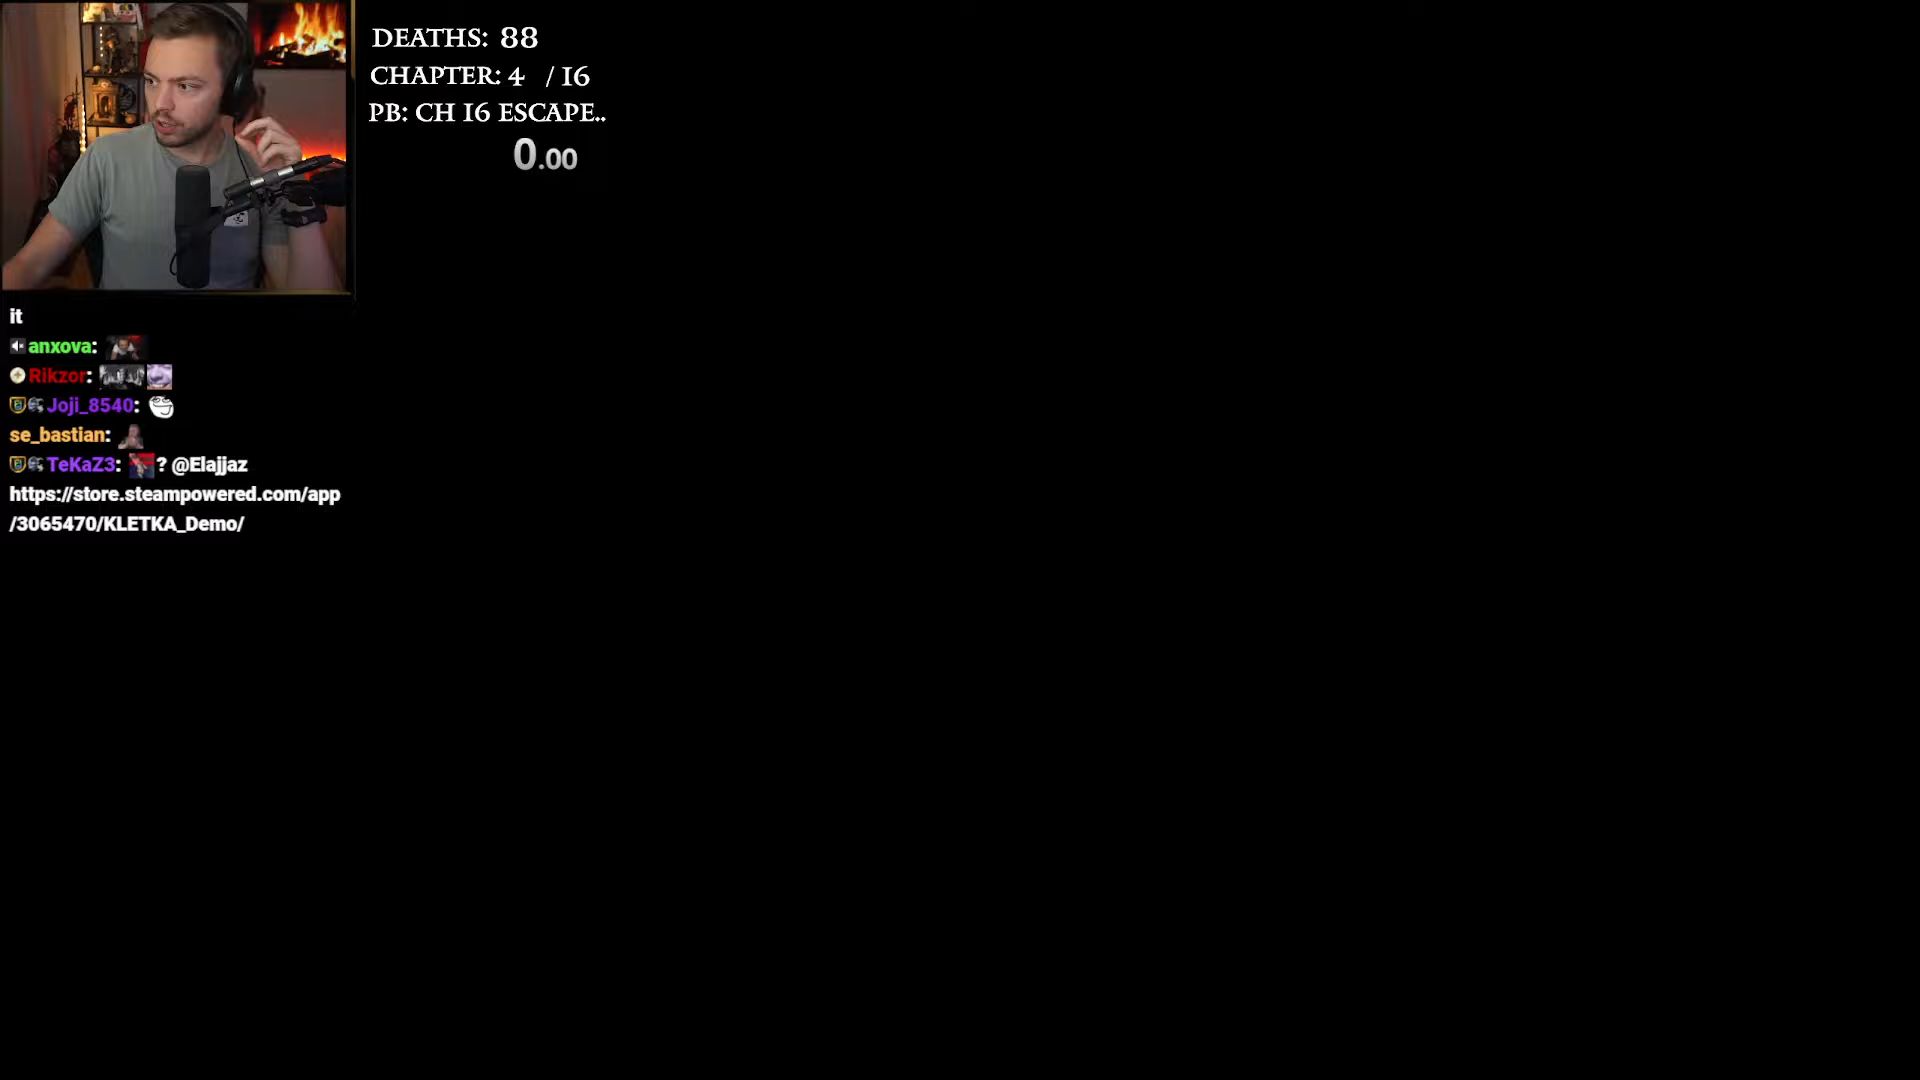 DEATHS: 88
CHAPTER: 4 / 16
PB: CH 16 ESCAPE..
0.00
it
anxova:
Rikzor:
Joji_8540:
se_bastian:
TeKaZ3: ? @Elajjaz
https://store.steampowered.com/app
/3065470/KLETKA_Demo/